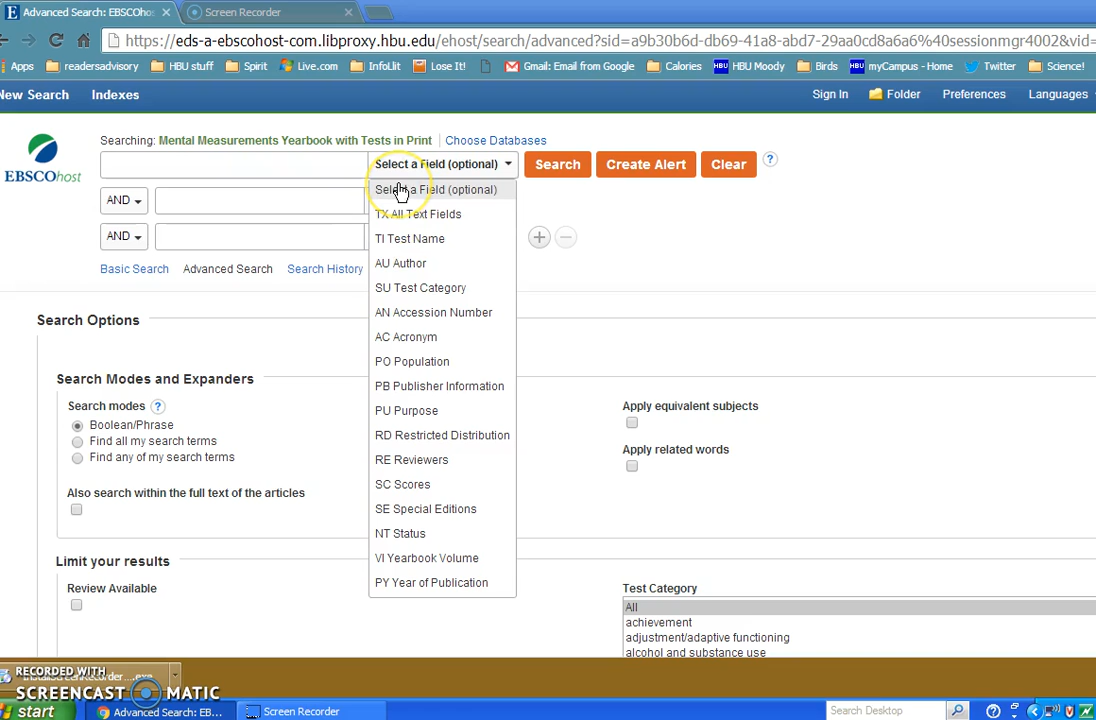 Advanced Search: EBSCOHos
Screen Recorder
https://eds-a-ebscohost-com.libproxy.hbu.edu/ehost/search/advanced?sid=a9b30b6d-db69-41a8-abd7-29aa0cd8a6a6%40sessionmgr4002&vid=
Apps readersadvisory HBU stuff Spirit Live.com InfoLit Lose It! Gmail: Email from Google Calories HBU HBU Moody Birds HBU myCampus - Home Twitter Science!
New Search Indexes Sign In Folder Preferences Languages
EBSCOhost
Searching: Mental Measurements Yearbook with Tests in Print Choose Databases
Select a Field (optional) Search Create Alert Clear ?
Select a Field (optional)
AND
TX All Text Fields
TI Test Name
AND
AU Author
Basic Search Advanced Search Search History
SU Test Category
AN Accession Number
AC Acronym
PO Population
PB Publisher Information
PU Purpose
RD Restricted Distribution
RE Reviewers
SC Scores
SE Special Editions
NT Status
VI Yearbook Volume
PY Year of Publication
Search Options
Search Modes and Expanders
Search modes ?
Boolean/Phrase
Find all my search terms
Find any of my search terms
Also search within the full text of the articles
Apply equivalent subjects
Apply related words
Limit your results
Review Available
Test Category
All
achievement
adjustment/adaptive functioning
alcohol and substance use
RECORDED WITH
SCREENCAST MATIC
start Advanced Search: EB... Screen Recorder Search Desktop